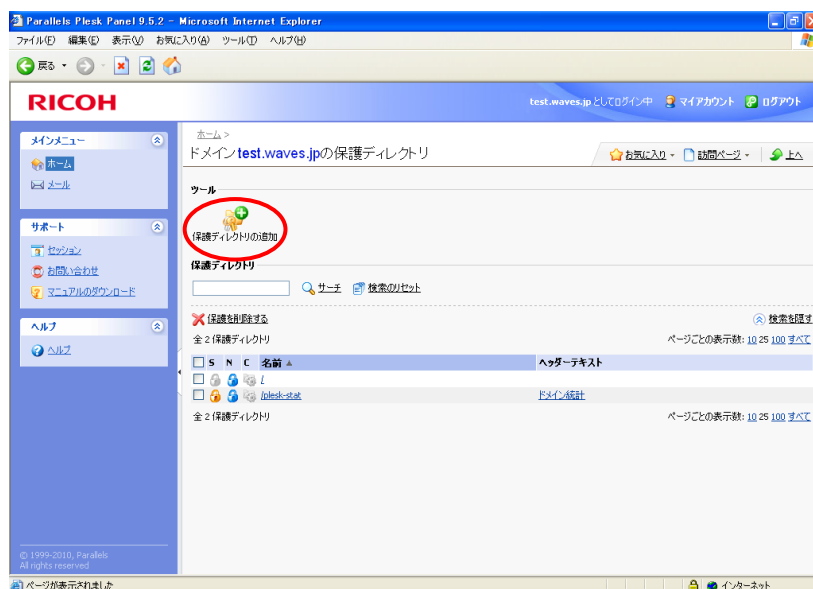 Parallels Plesk Panel 9.5.2 - Microsoft Internet Explorer
ファイル(F) 編集(E) 表示(V) お気に入り(A) ツール(T) ヘルプ(H)
戻る
RICOH
test.waves.jp としてログイン中 マイアカウント ログアウト
メインメニュー
ホーム
メール
サポート
セッション
お問い合わせ
マニュアルのダウンロード
ヘルプ
ヘルプ
© 1999-2010, Parallels
All rights reserved
ホーム >
ドメインtest.waves.jpの保護ディレクトリ
お気に入り 訪問ページ 上へ
ツール
保護ディレクトリの追加
保護ディレクトリ
サーチ 検索のリセット
保護を削除する 検索を隠す
全 2 保護ディレクトリ ページごとの表示数: 10 25 100 すべて
S N C 名前 ヘッダーテキスト
/
/plesk-stat ドメイン統計
全 2 保護ディレクトリ ページごとの表示数: 10 25 100 すべて
ページが表示されました インターネット